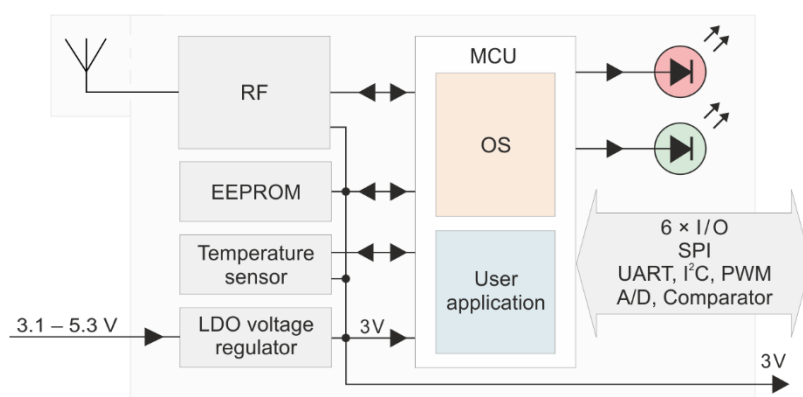 RF
MCU
OS
EEPROM
Temperature
sensor
User
application
6 × I/O
SPI
UART, I²C, PWM
A/D, Comparator
3.1 – 5.3 V
LDO voltage
regulator
3V
3V